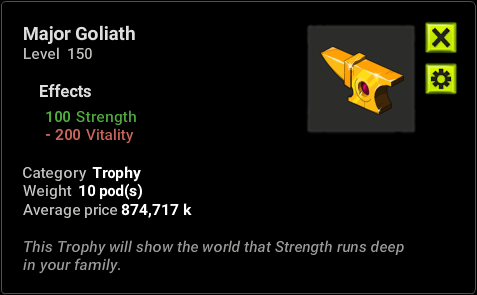 Major Goliath
Level 150
Effects
100 Strength
- 200 Vitality
Category Trophy
Weight 10 pod(s)
Average price 874,717 k
This Trophy will show the world that Strength runs deep
in your family.